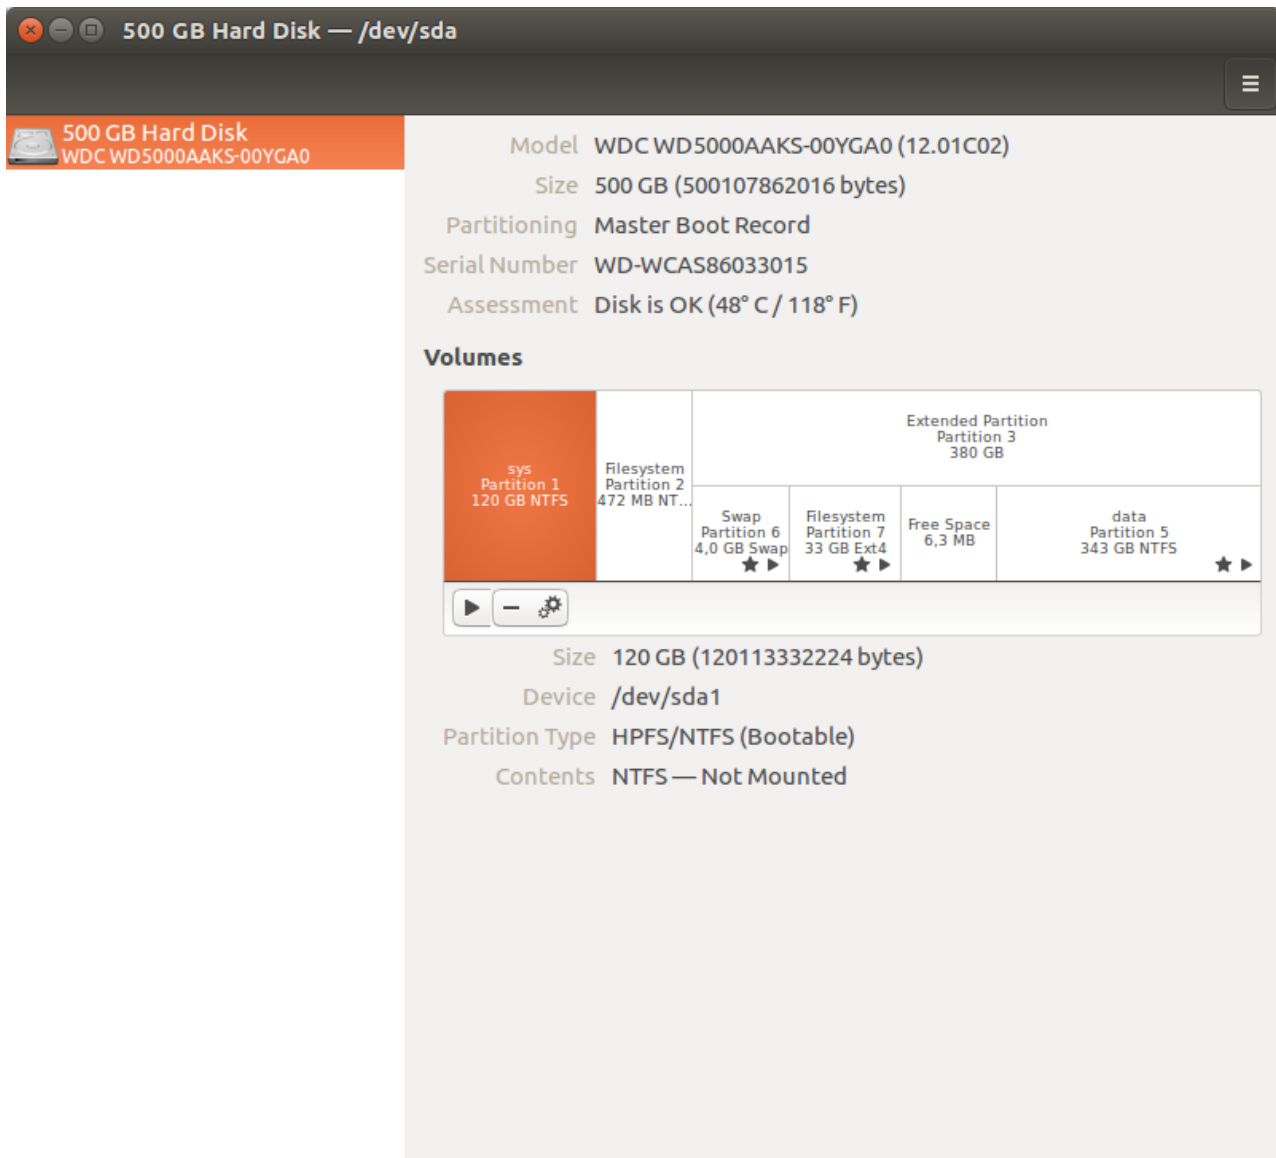 500 GB Hard Disk — /dev/sda
500 GB Hard Disk
WDC WD5000AAKS-00YGA0
Model WDC WD5000AAKS-00YGA0 (12.01C02)
Size 500 GB (500107862016 bytes)
Partitioning Master Boot Record
Serial Number WD-WCAS86033015
Assessment Disk is OK (48° C / 118° F)
Volumes
sys
Partition 1
120 GB NTFS
Filesystem
Partition 2
472 MB NT...
Extended Partition
Partition 3
380 GB
Swap
Partition 6
4,0 GB Swap
Filesystem
Partition 7
33 GB Ext4
Free Space
6,3 MB
data
Partition 5
343 GB NTFS
Size 120 GB (120113332224 bytes)
Device /dev/sda1
Partition Type HPFS/NTFS (Bootable)
Contents NTFS — Not Mounted